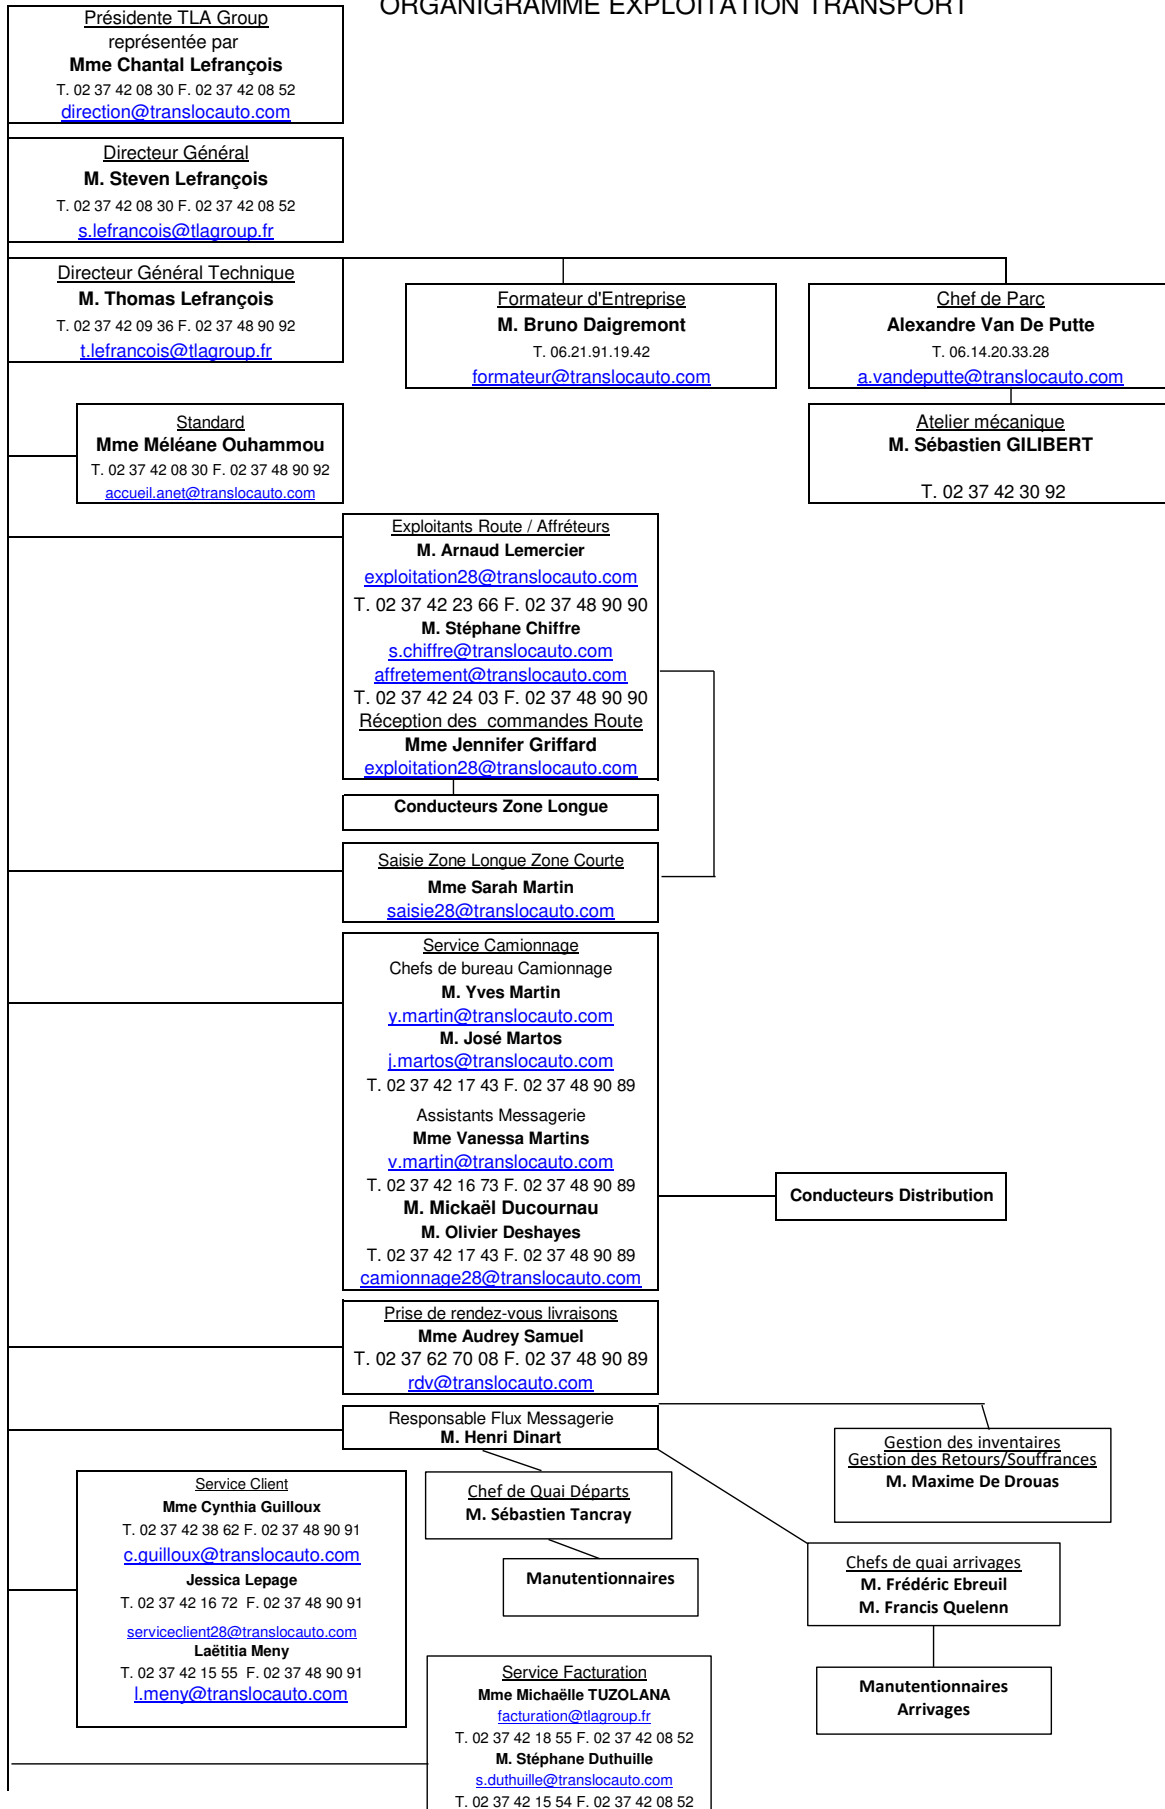 ORGANIGRAMME EXPLOITATION TRANSPORT
Présidente TLA Group
représentée par
Mme Chantal Lefrançois
T. 02 37 42 08 30 F. 02 37 42 08 52
direction@translocauto.com
Directeur Général
M. Steven Lefrançois
T. 02 37 42 08 30 F. 02 37 42 08 52
s.lefrancois@tlagroup.fr
Directeur Général Technique
M. Thomas Lefrançois
T. 02 37 42 09 36 F. 02 37 48 90 92
t.lefrancois@tlagroup.fr
Formateur d'Entreprise
M. Bruno Daigremont
T. 06.21.91.19.42
formateur@translocauto.com
Chef de Parc
Alexandre Van De Putte
T. 06.14.20.33.28
a.vandeputte@translocauto.com
Standard
Mme Méléane Ouhammou
T. 02 37 42 08 30 F. 02 37 48 90 92
accueil.anet@translocauto.com
Atelier mécanique
M. Sébastien GILIBERT
T. 02 37 42 30 92
Exploitants Route / Affréteurs
M. Arnaud Lemercier
exploitation28@translocauto.com
T. 02 37 42 23 66 F. 02 37 48 90 90
M. Stéphane Chiffre
s.chiffre@translocauto.com
affretement@translocauto.com
T. 02 37 42 24 03 F. 02 37 48 90 90
Réception des  commandes Route
Mme Jennifer Griffard
exploitation28@translocauto.com
Conducteurs Zone Longue
Saisie Zone Longue Zone Courte
Mme Sarah Martin
saisie28@translocauto.com
Service Camionnage
Chefs de bureau Camionnage
M. Yves Martin
y.martin@translocauto.com
M. José Martos
j.martos@translocauto.com
T. 02 37 42 17 43 F. 02 37 48 90 89
Assistants Messagerie
Mme Vanessa Martins
v.martin@translocauto.com
T. 02 37 42 16 73 F. 02 37 48 90 89
M. Mickaël Ducournau
M. Olivier Deshayes
T. 02 37 42 17 43 F. 02 37 48 90 89
camionnage28@translocauto.com
Conducteurs Distribution
Prise de rendez-vous livraisons
Mme Audrey Samuel
T. 02 37 62 70 08 F. 02 37 48 90 89
rdv@translocauto.com
Responsable Flux Messagerie
M. Henri Dinart
Gestion des inventaires
Gestion des Retours/Souffrances
M. Maxime De Drouas
Service Client
Mme Cynthia Guilloux
T. 02 37 42 38 62 F. 02 37 48 90 91
c.guilloux@translocauto.com
Jessica Lepage
T. 02 37 42 16 72  F. 02 37 48 90 91
serviceclient28@translocauto.com
Laëtitia Meny
T. 02 37 42 15 55  F. 02 37 48 90 91
l.meny@translocauto.com
Chef de Quai Départs
M. Sébastien Tancray
Manutentionnaires
Chefs de quai arrivages
M. Frédéric Ebreuil
M. Francis Quelenn
Manutentionnaires
Arrivages
Service Facturation
Mme Michaëlle TUZOLANA
facturation@tlagroup.fr
T. 02 37 42 18 55 F. 02 37 42 08 52
M. Stéphane Duthuille
s.duthuille@translocauto.com
T. 02 37 42 15 54 F. 02 37 42 08 52